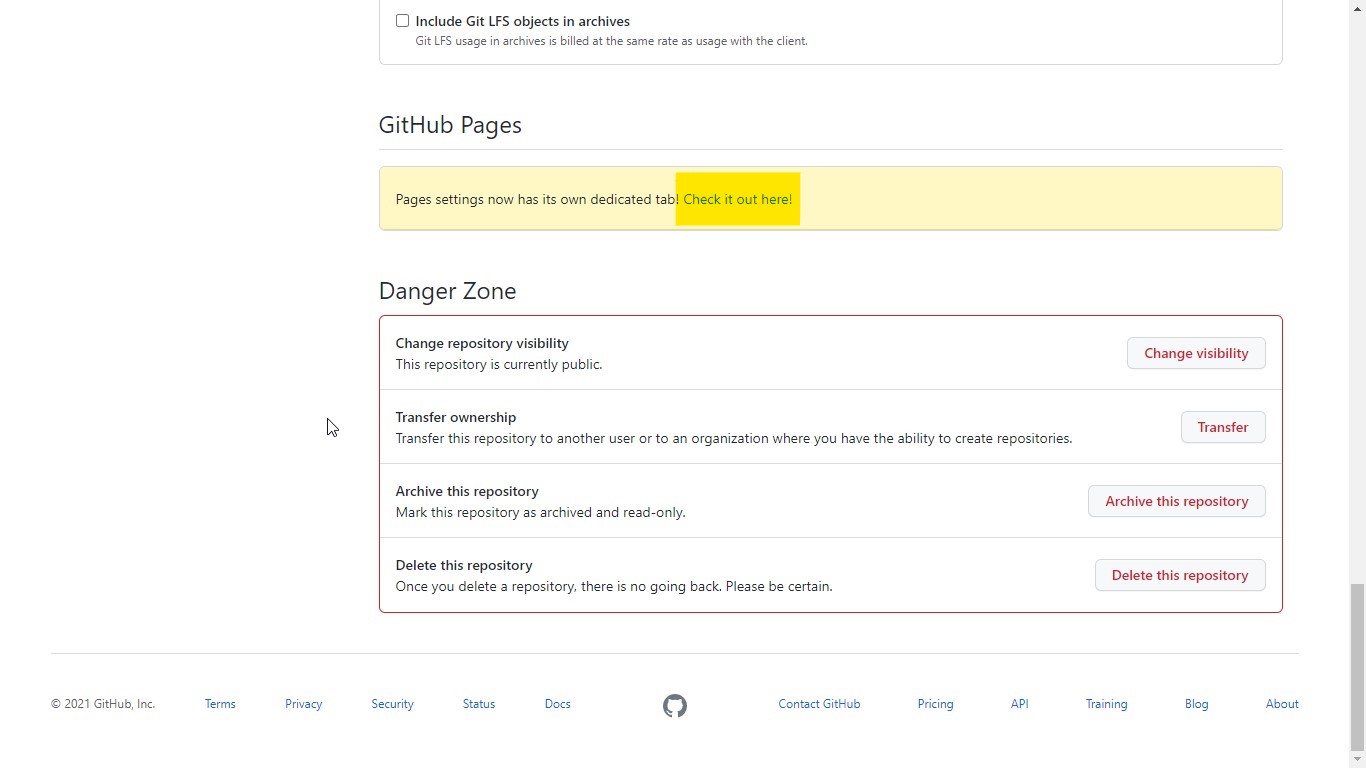 Include Git LFS objects in archives
Git LFS usage in archives is billed at the same rate as usage with the client.
GitHub Pages
Pages settings now has its own dedicated tab! Check it out here!
Danger Zone
Change repository visibility
This repository is currently public.
Change visibility
Transfer ownership
Transfer this repository to another user or to an organization where you have the ability to create repositories.
Transfer
Archive this repository
Mark this repository as archived and read-only.
Archive this repository
Delete this repository
Once you delete a repository, there is no going back. Please be certain.
Delete this repository
© 2021 GitHub, Inc. Terms Privacy Security Status Docs Contact GitHub Pricing API Training Blog About